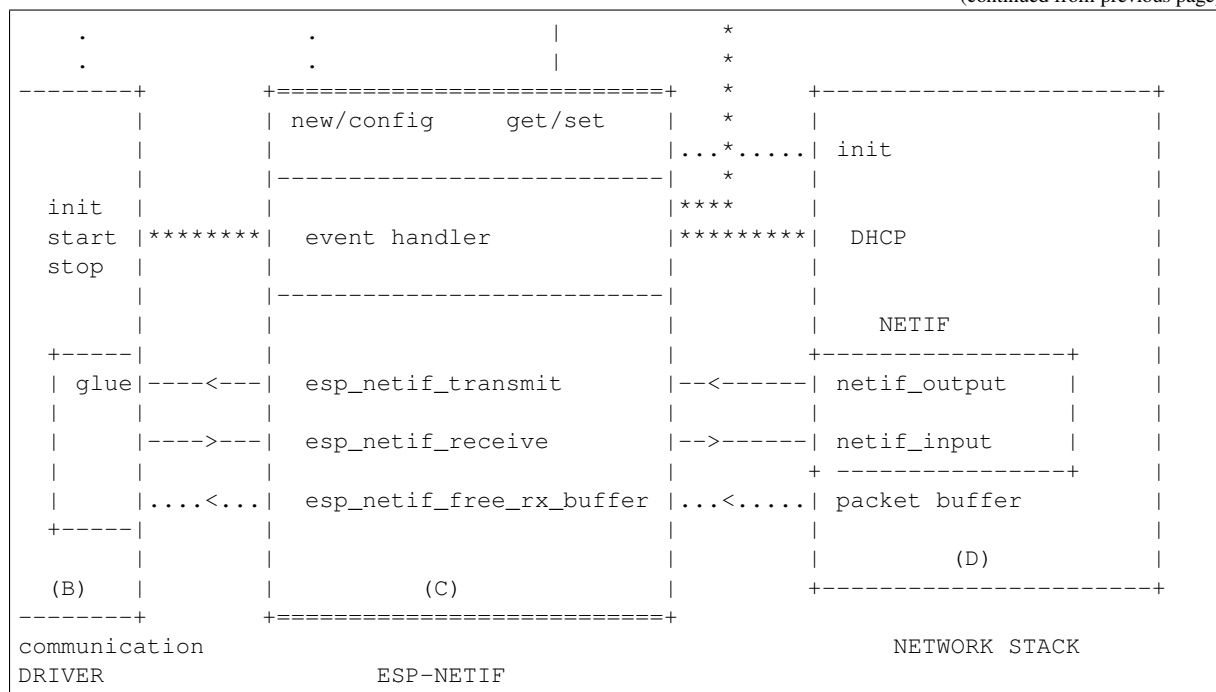 (continued from previous page)
    .               .                |           *
    .               .                |           *
--------+        +===========================+   *     +-----------------------+
        |        | new/config     get/set    |   *     |                       |
        |        |                           |...*.....| init                  |
        |        |---------------------------|   *     |                       |
  init  |        |                           |****     |                       |
  start |********|  event handler            |*********|  DHCP                 |
  stop  |        |                           |         |                       |
        |        |---------------------------|         |                       |
        |        |                           |         |    NETIF              |
  +-----|        |                           |         +-----------------+     |
  | glue|----<---|  esp_netif_transmit       |--<------| netif_output    |     |
  |     |        |                           |         |                 |     |
  |     |---->---|  esp_netif_receive        |-->------| netif_input     |     |
  |     |        |                           |         + ----------------+     |
  |     |....<...|  esp_netif_free_rx_buffer |...<.....| packet buffer         |
  +-----|        |                           |         |                       |
        |        |                           |         |         (D)           |
  (B)   |        |          (C)              |         +-----------------------+
--------+        +===========================+
communication                                                NETWORK STACK
DRIVER                   ESP-NETIF